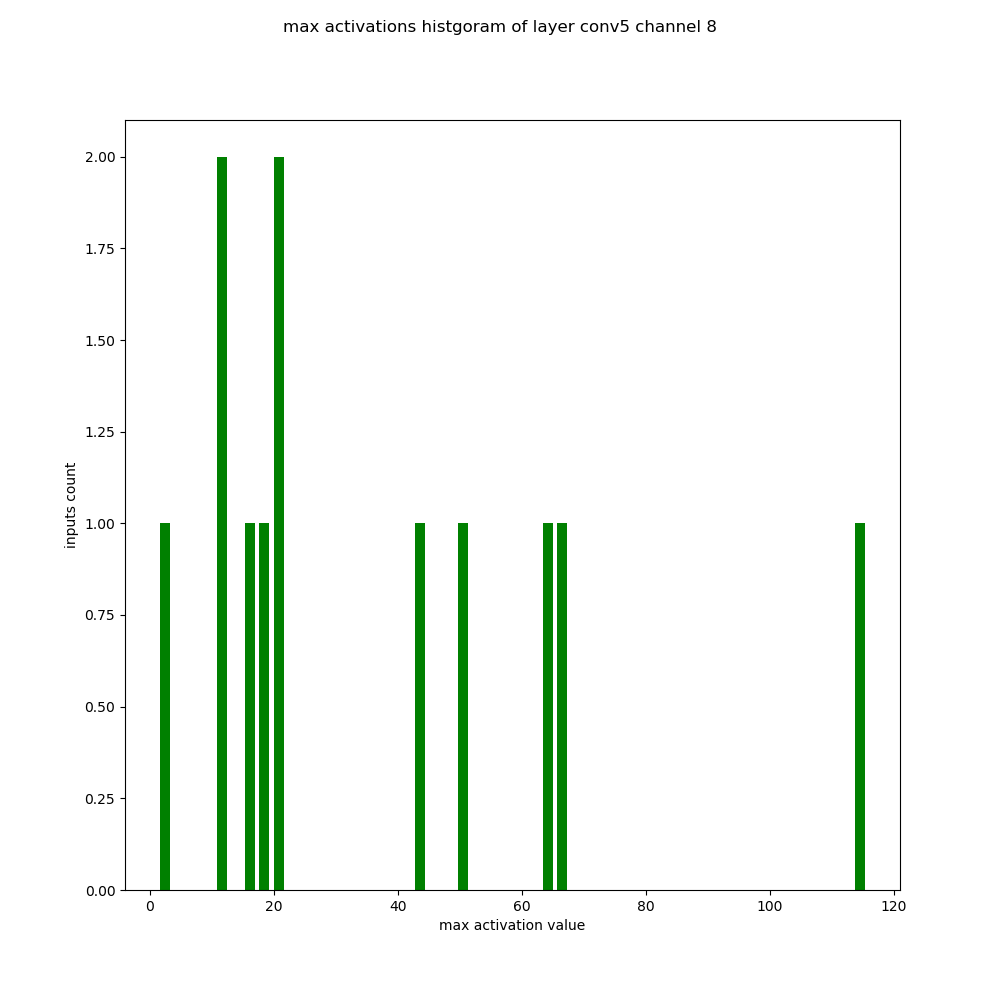 max activations histgoram of layer conv5 channel 8
2.00
1.75
1.50
1.25
1.00
0.75
0.50
0.25
0.00
inputs count
0 20 40 60 80 100 120
max activation value